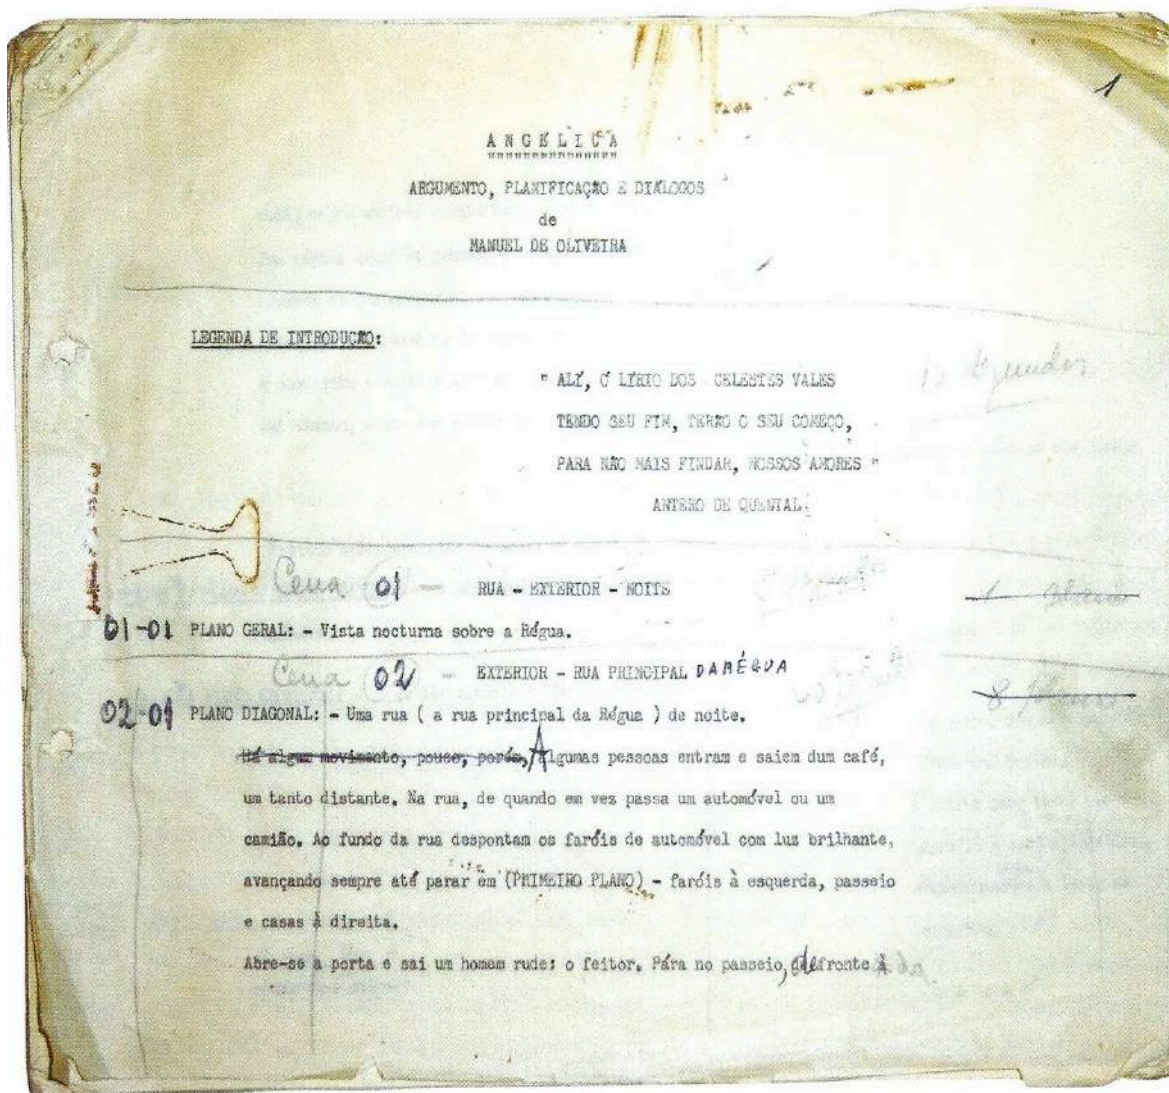 1
ANGÉLICA
ARGUMENTO, PLANIFICAÇÃO E DIÁLOGOS
de
MANUEL DE OLIVEIRA
LEGENDA DE INTRODUÇÃO:
" ALÍ, Ó LÍRIO DOS CELESTES VALES
TENDO SEU FIM, TERÃO O SEU COMEÇO,
PARA NÃO MAIS FINDAR, NOSSOS AMORES "
ANTERO DE QUENTAL
Cena 01 — RUA - EXTERIOR - NOITE
01-01 PLANO GERAL: - Vista nocturna sobre a Régua.
Cena 02 — EXTERIOR - RUA PRINCIPAL DA RÉGUA
02-01 PLANO DIAGONAL: - Uma rua ( a rua principal da Régua ) de noite.
Há algum movimento, pouco, porém, Algumas pessoas entram e saiem dum café,
um tanto distante. Na rua, de quando em vez passa um automóvel ou um
camião. Ao fundo da rua despontam os faróis de automóvel com luz brilhante,
avançando sempre até parar em (PRIMEIRO PLANO) - faróis à esquerda, passeio
e casas à direita.
Abre-se a porta e sai um homem rude: o feitor. Pára no passeio, defronte à